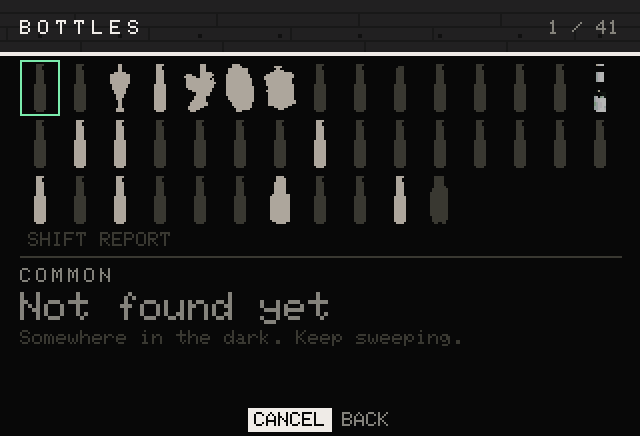 BOTTLES 1 / 41
SHIFT REPORT
COMMON
Not found yet
Somewhere in the dark. Keep sweeping.
CANCEL BACK